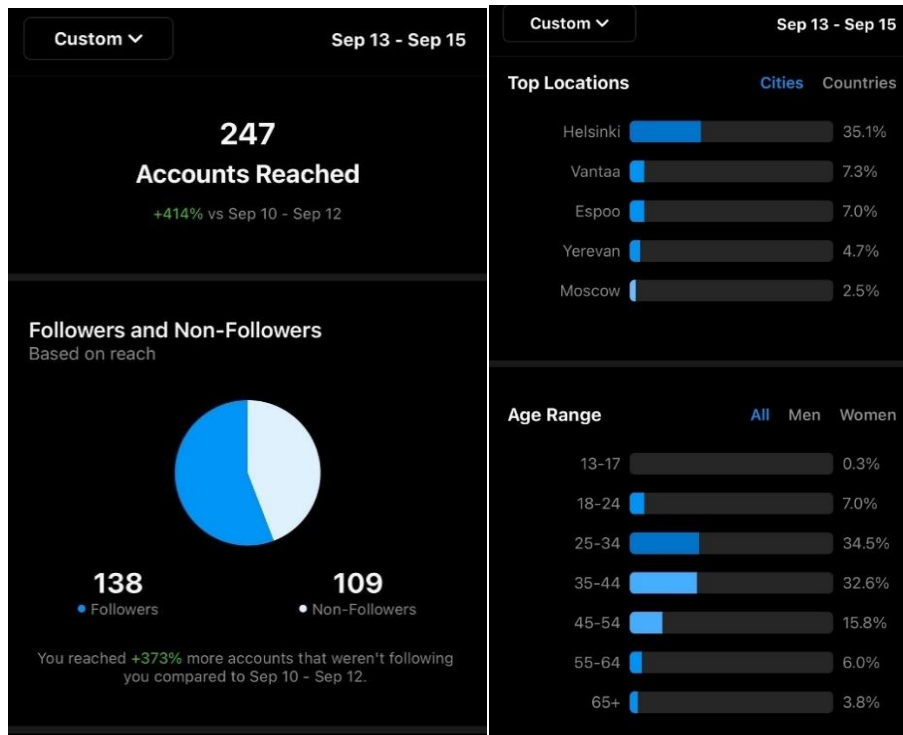 Custom
Sep 13 - Sep 15
247
Accounts Reached
+414% vs Sep 10 - Sep 12
Followers and Non-Followers
Based on reach
138
Followers
109
Non-Followers
You reached +373% more accounts that weren't following
you compared to Sep 10 - Sep 12.
Custom
Sep 13 - Sep 15
Top Locations
Cities Countries
Helsinki 35.1%
Vantaa 7.3%
Espoo 7.0%
Yerevan 4.7%
Moscow 2.5%
Age Range
All Men Women
13-17 0.3%
18-24 7.0%
25-34 34.5%
35-44 32.6%
45-54 15.8%
55-64 6.0%
65+ 3.8%